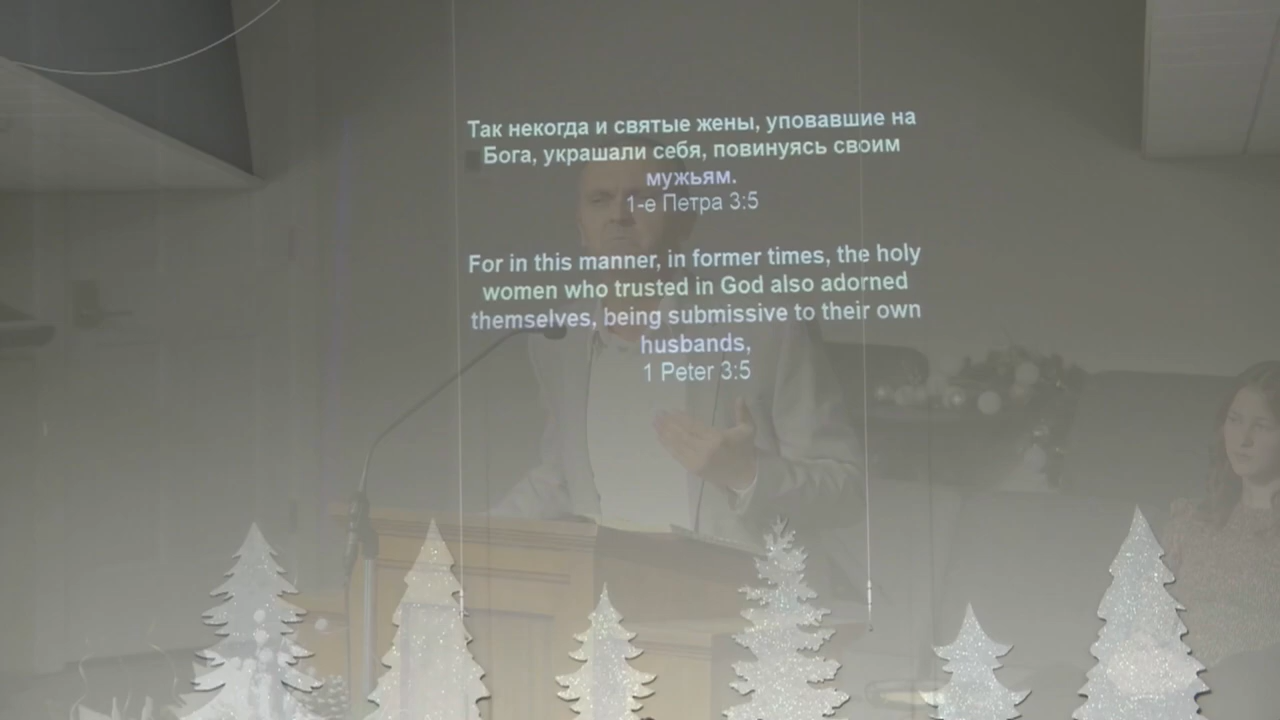 Так некогда и святые жены, уповавшие на
Бога, украшали себя, повинуясь своим
мужьям.
1-е Петра 3:5
For in this manner, in former times, the holy
women who trusted in God also adorned
themselves, being submissive to their own
husbands,
1 Peter 3:5